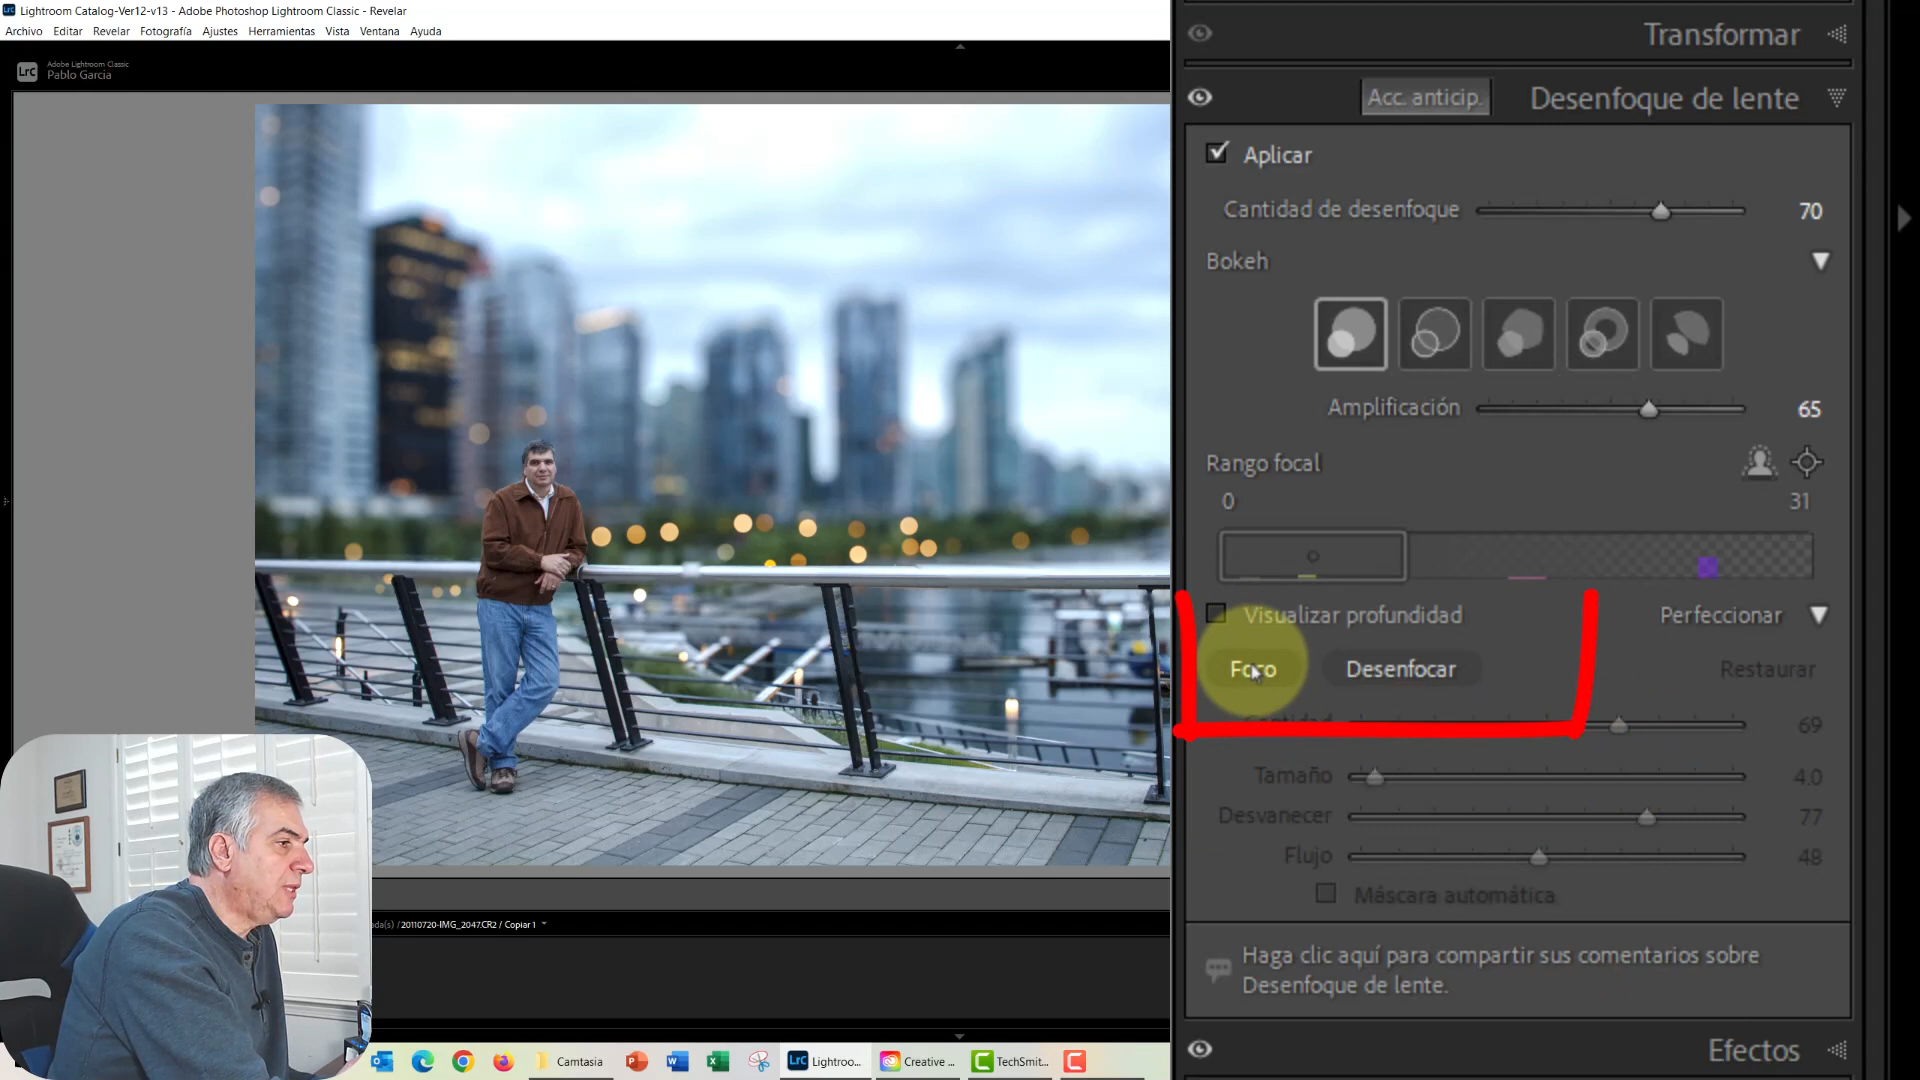 Lightroom Catalog-Ver12-v13 - Adobe Photoshop Lightroom Classic - Revelar
Archivo Editar Revelar Fotografía Ajustes Herramientas Vista Ventana Ayuda
LrC
Adobe Lightroom Classic
Pablo Garcia
Transformar
Acc. anticip. Desenfoque de lente
Aplicar
Cantidad de desenfoque 70
Bokeh
Amplificación 65
Rango focal
0 31
Visualizar profundidad Perfeccionar
Foco Desenfocar Restaurar
Cantidad 69
Tamaño 4.0
Desvanecer 77
Flujo 48
Máscara automática
Haga clic aquí para compartir sus comentarios sobre
Desenfoque de lente.
Efectos
/20110720-IMG_2047.CR2 / Copiar 1
Camtasia Lightroo... Creative ... TechSmit...